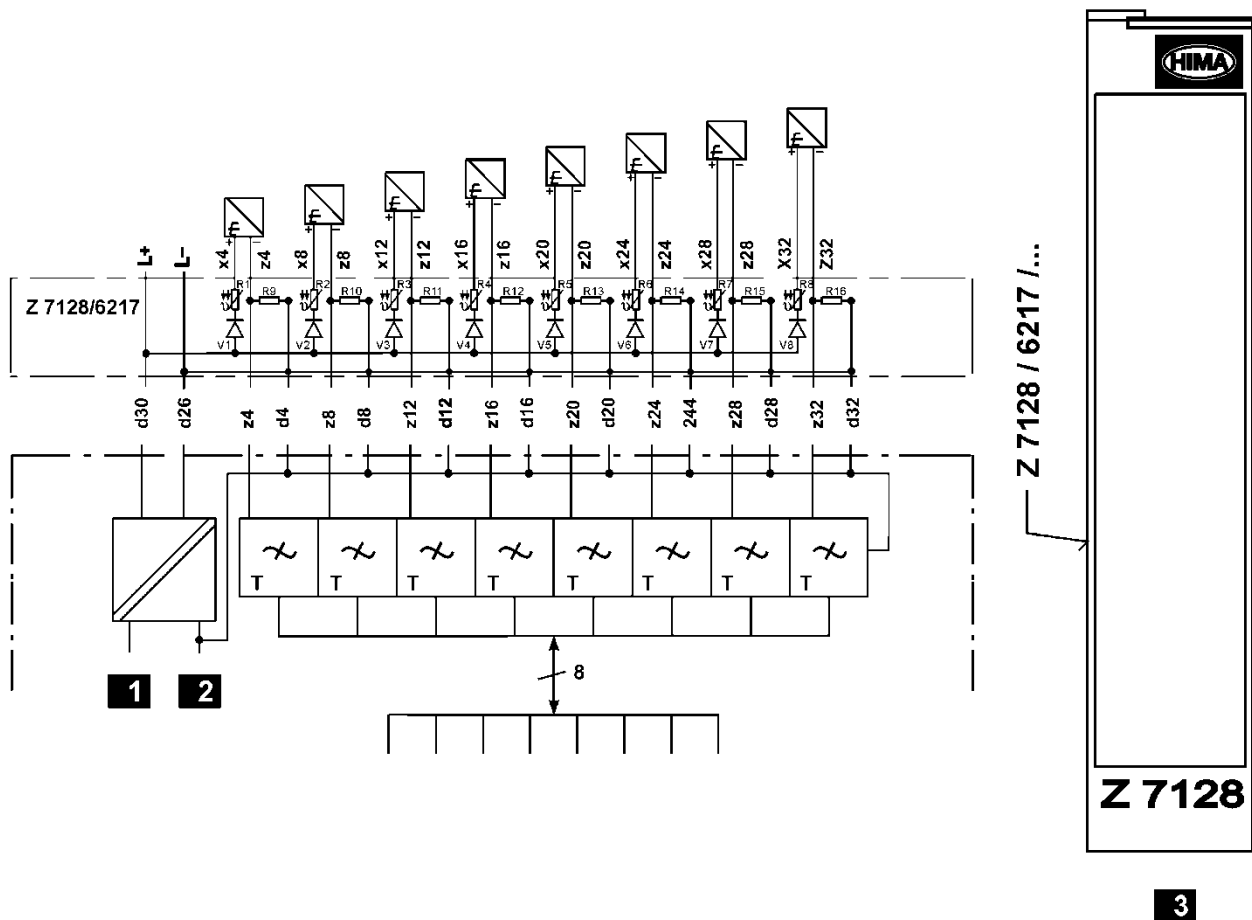 HIMA
+ - + - + - + - + - + - + - + -
L+ L- x4 z4 x8 z8 x12 z12 x16 z16 x20 z20 x24 z24 x28 z28 X32 Z32
R1 R2 R3 R4 R5 R6 R7 R8
R9 R10 R11 R12 R13 R14 R15 R16
Z 7128/6217
V1 V2 V3 V4 V5 V6 V7 V8
d30 d26 z4 d4 z8 d8 z12 d12 z16 d16 z20 d20 z24 244 z28 d28 z32 d32
Z 7128 / 6217 /...
T T T T T T T T
1 2
8
Z 7128
3